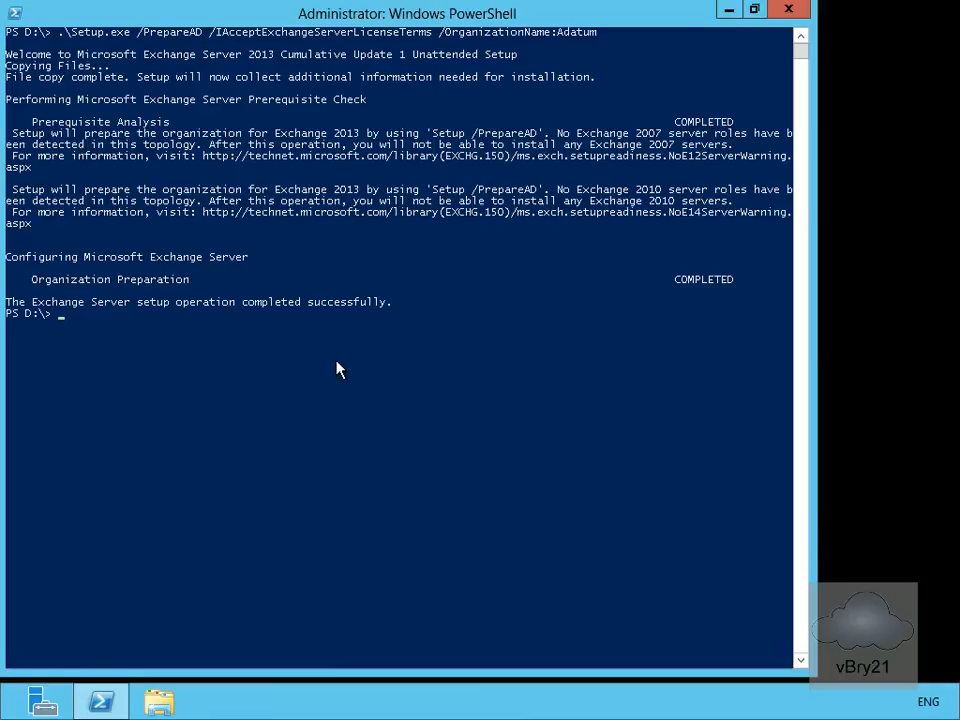 Administrator: Windows PowerShell
PS D:\> .\Setup.exe /PrepareAD /IAcceptExchangeServerLicenseTerms /OrganizationName:Adatum
Welcome to Microsoft Exchange Server 2013 Cumulative Update 1 Unattended Setup
Copying Files...
File copy complete. Setup will now collect additional information needed for installation.
Performing Microsoft Exchange Server Prerequisite Check
Prerequisite Analysis COMPLETED
Setup will prepare the organization for Exchange 2013 by using 'Setup /PrepareAD'. No Exchange 2007 server roles have b
een detected in this topology. After this operation, you will not be able to install any Exchange 2007 servers.
For more information, visit: http://technet.microsoft.com/library(EXCHG.150)/ms.exch.setupreadiness.NoE12ServerWarning.
aspx
Setup will prepare the organization for Exchange 2013 by using 'Setup /PrepareAD'. No Exchange 2010 server roles have b
een detected in this topology. After this operation, you will not be able to install any Exchange 2010 servers.
For more information, visit: http://technet.microsoft.com/library(EXCHG.150)/ms.exch.setupreadiness.NoE14ServerWarning.
aspx
Configuring Microsoft Exchange Server
Organization Preparation COMPLETED
The Exchange Server setup operation completed successfully.
PS D:\> _
vBry21
ENG